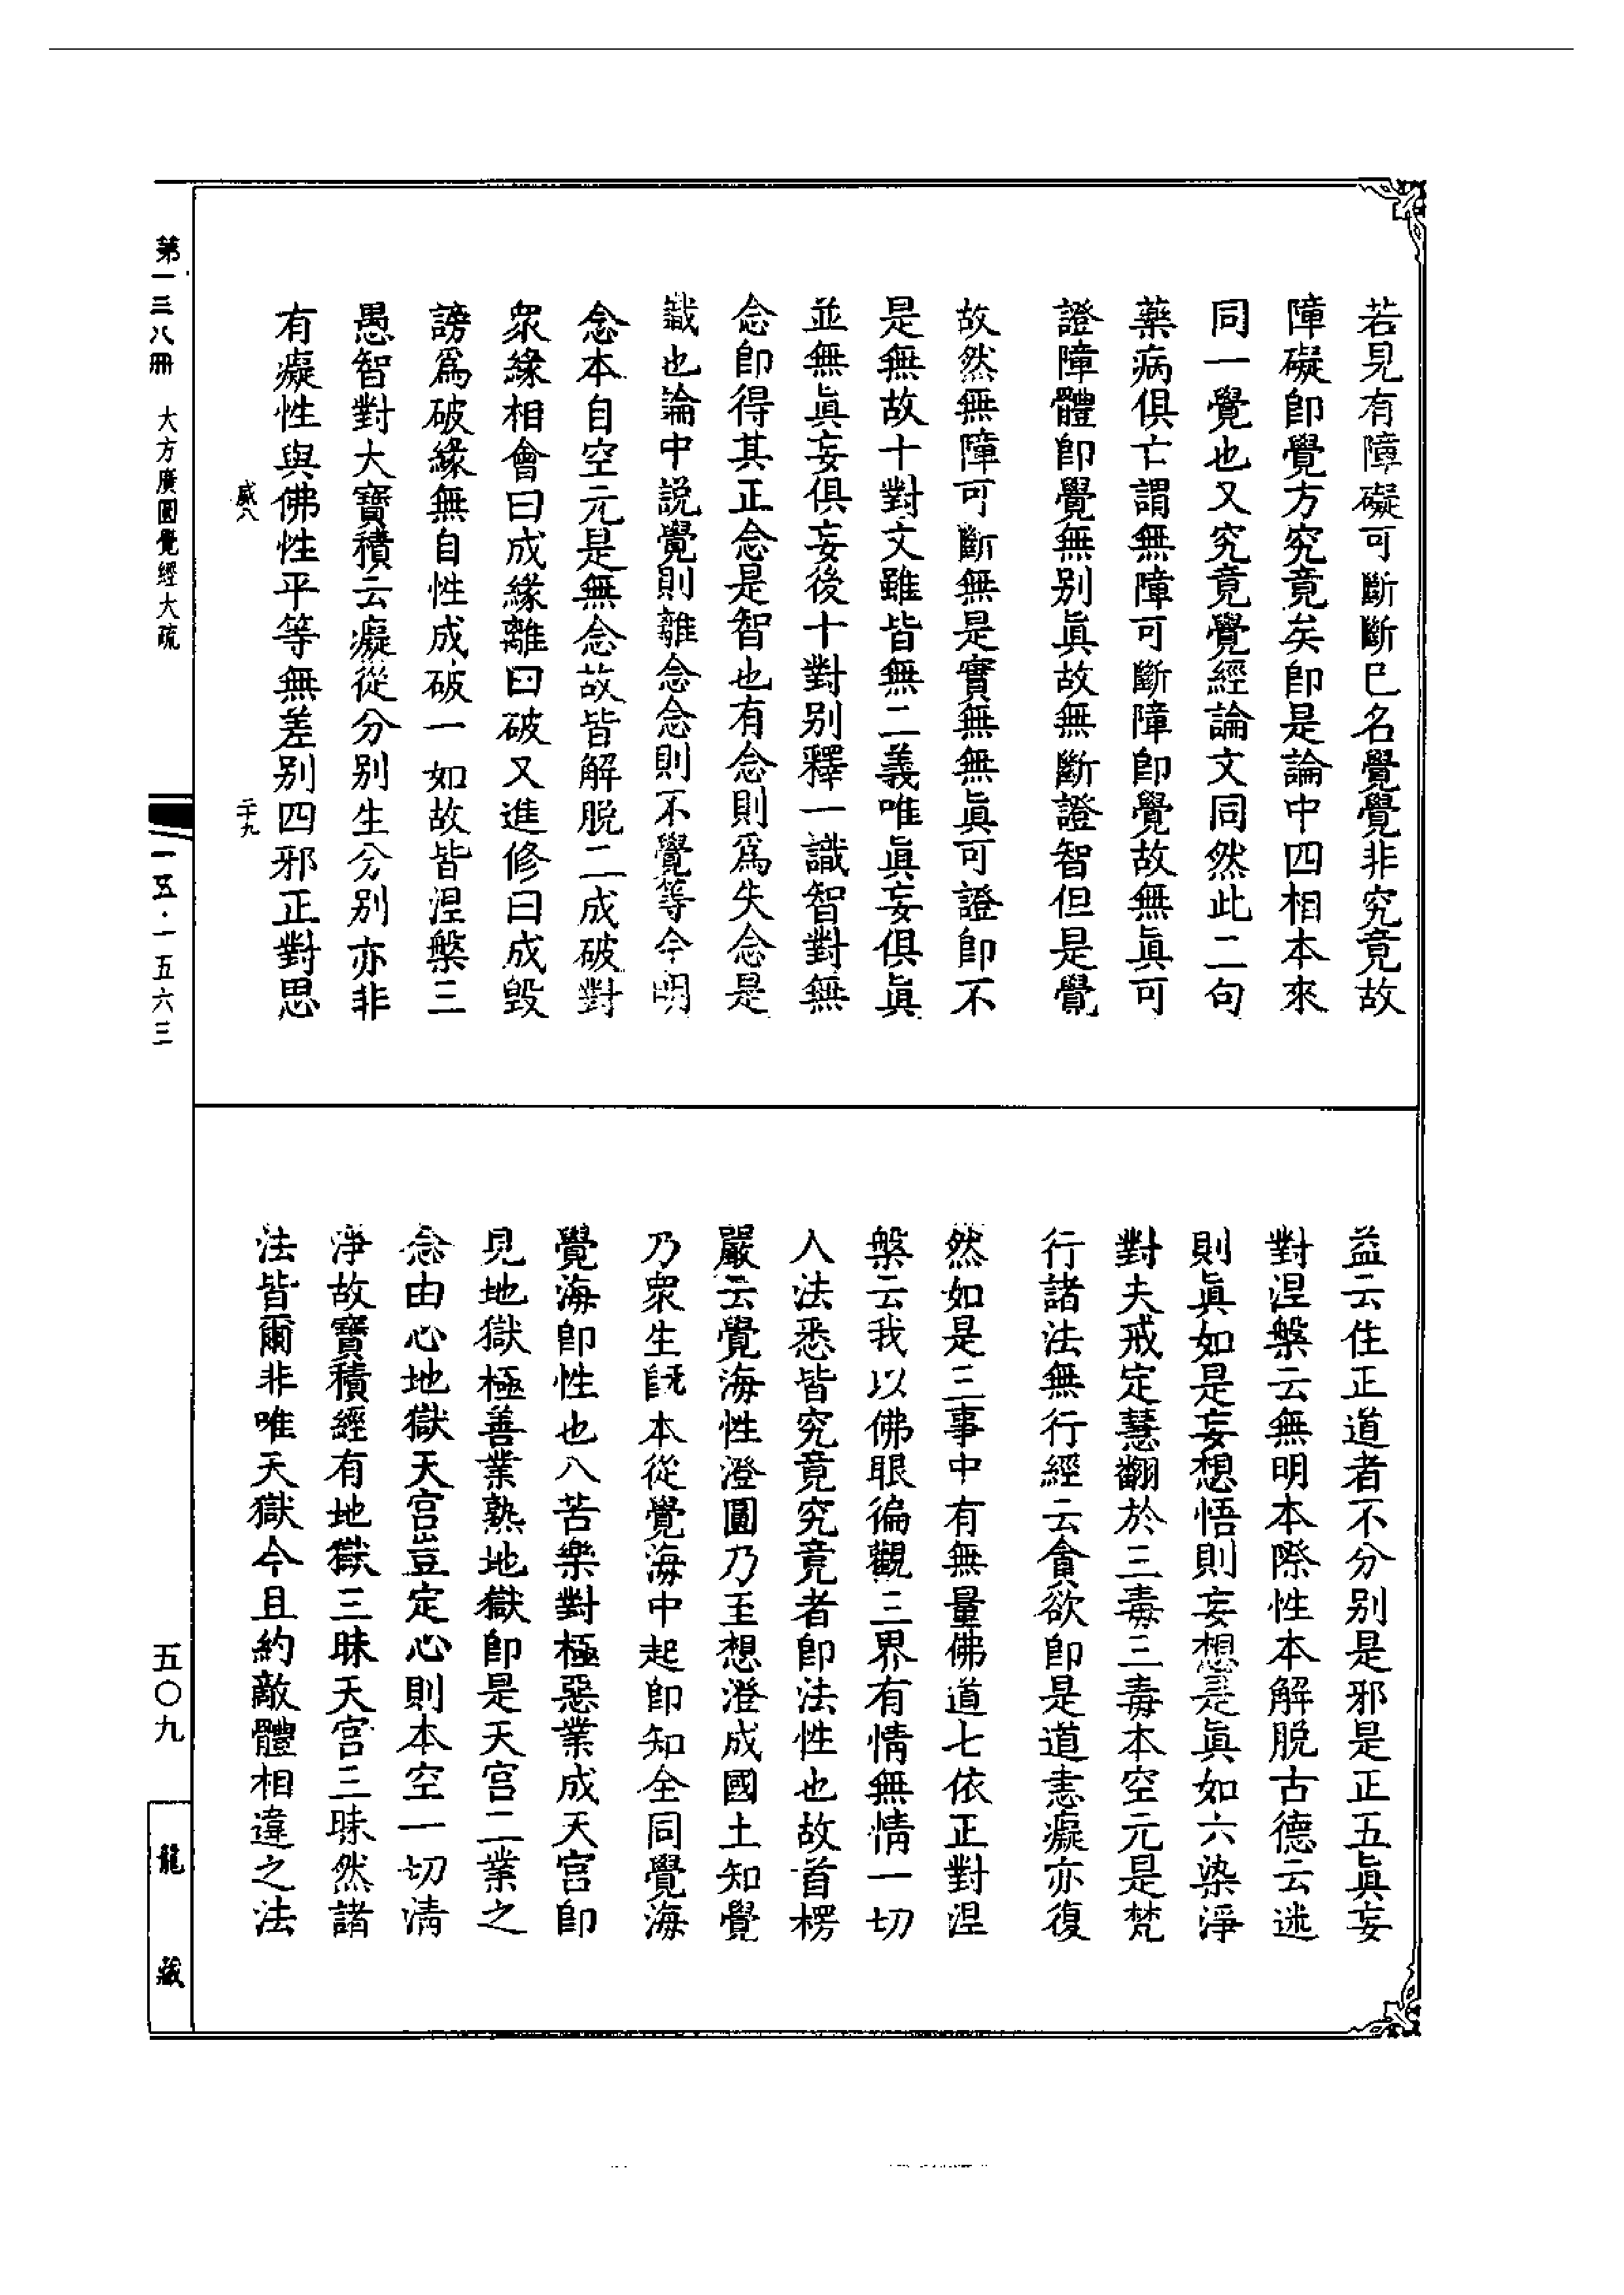 若見有障礙可斷斷已名覺覺非究竟故
障礙卽覺方究竟矣卽是論中四相本來
同一覺也又究竟覺經論文同然此二句
藥病俱亡謂無障可斷障卽覺故無眞可
證障體卽覺無別眞故無斷證智但是覺
故然無障可斷無是實無無眞可證卽不
是無故十對文雖皆無二義唯眞妄俱眞
並無眞妄俱妄後十對別釋一識智對無
念卽得其正念是智也有念則爲失念是
識也論中説覺則離念念則不覺等今明
念本自空元是無念故皆解脱二成破對
眾緣相會曰成緣離曰破又進修曰成毀
謗爲破緣無自性成破一如故皆涅槃三
愚智對大寶積云癡從分別生分別亦非
有癡性與佛性平等無差別四邪正對思
益云住正道者不分別是邪是正五眞妄
對涅槃云無明本際性本解脱古德云迷
則眞如是妄想悟則妄想是眞如六染淨
對夫戒定慧翻於三毒三毒本空元是梵
行諸法無行經云貪欲卽是道恚癡亦復
然如是三事中有無量佛道七依正對涅
槃云我以佛眼徧觀三界有情無情一切
人法悉皆究竟究竟者卽法性也故首楞
嚴云覺海性澄圓乃至想澄成國土知覺
乃眾生旣本從覺海中起卽知全同覺海
覺海卽性也八苦樂對極惡業成天宮卽
見地獄極善業熟地獄卽是天宮二業之
念由心地獄天宮豈定心則本空一切清
淨故寶積經有地獄三昧天宮三昧然諸
法皆爾非唯天獄今且約敵體相違之法
咸八
二十九
第一三八冊
大方廣圓覺經大疏
一五·一五六三
五〇九
龍藏